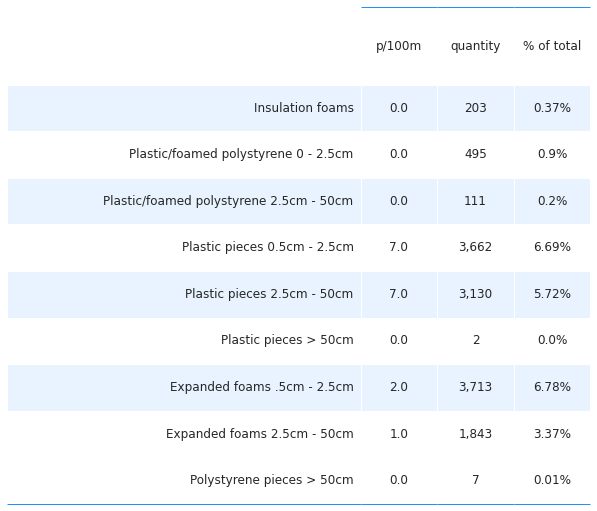 p/100m quantity % of total
Insulation foams 0.0 203 0.37%
Plastic/foamed polystyrene 0 - 2.5cm 0.0 495 0.9%
Plastic/foamed polystyrene 2.5cm - 50cm 0.0 111 0.2%
Plastic pieces 0.5cm - 2.5cm 7.0 3,662 6.69%
Plastic pieces 2.5cm - 50cm 7.0 3,130 5.72%
Plastic pieces > 50cm 0.0 2 0.0%
Expanded foams .5cm - 2.5cm 2.0 3,713 6.78%
Expanded foams 2.5cm - 50cm 1.0 1,843 3.37%
Polystyrene pieces > 50cm 0.0 7 0.01%